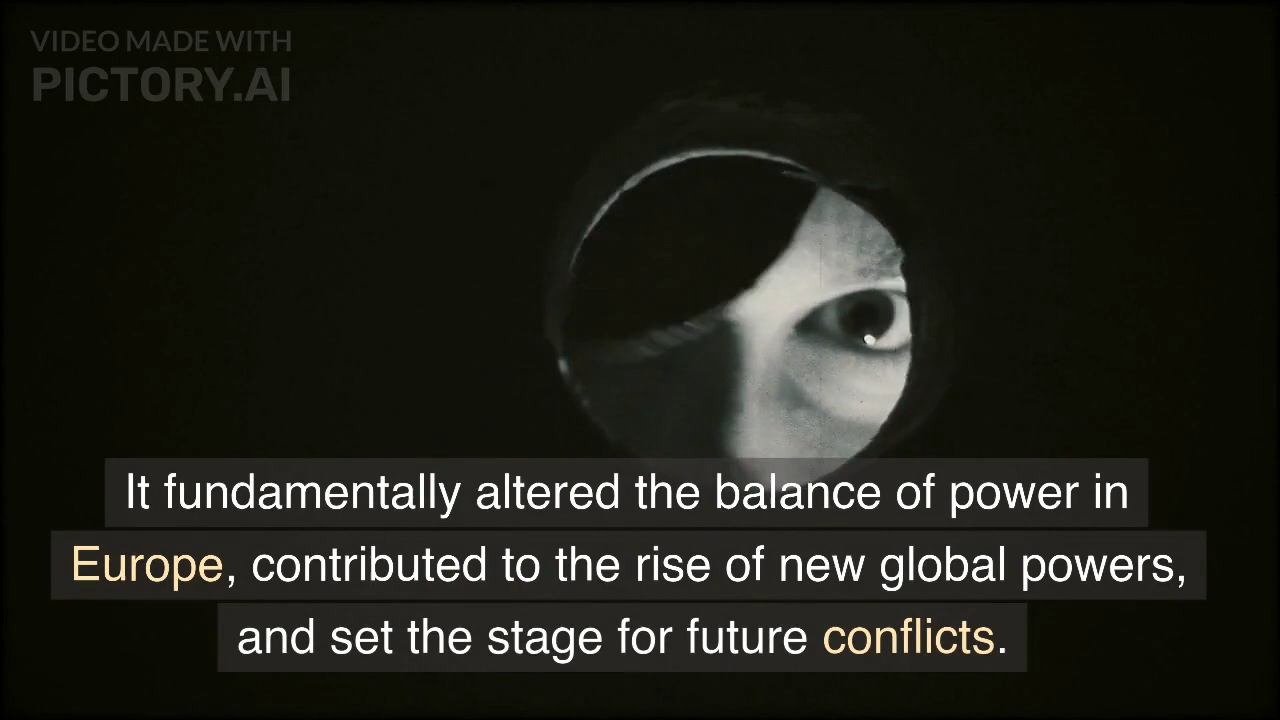 VIDEO MADE WITH
PICTORY.AI
It fundamentally altered the balance of power in
Europe, contributed to the rise of new global powers,
and set the stage for future conflicts.